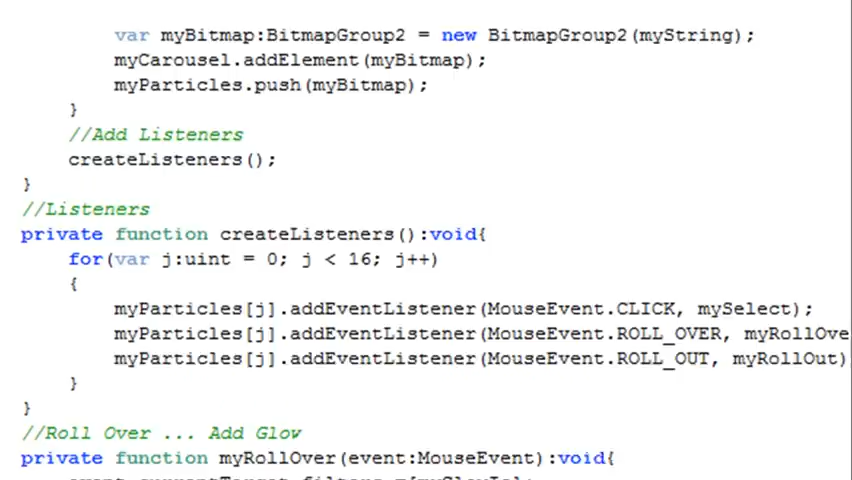 var myBitmap:BitmapGroup2 = new BitmapGroup2(myString);
myCarousel.addElement(myBitmap);
myParticles.push(myBitmap);
}
//Add Listeners
createListeners();
}
//Listeners
private function createListeners():void{
for(var j:uint = 0; j < 16; j++)
{
myParticles[j].addEventListener(MouseEvent.CLICK, mySelect);
myParticles[j].addEventListener(MouseEvent.ROLL_OVER, myRollOve
myParticles[j].addEventListener(MouseEvent.ROLL_OUT, myRollOut)
}
}
//Roll Over ... Add Glow
private function myRollOver(event:MouseEvent):void{